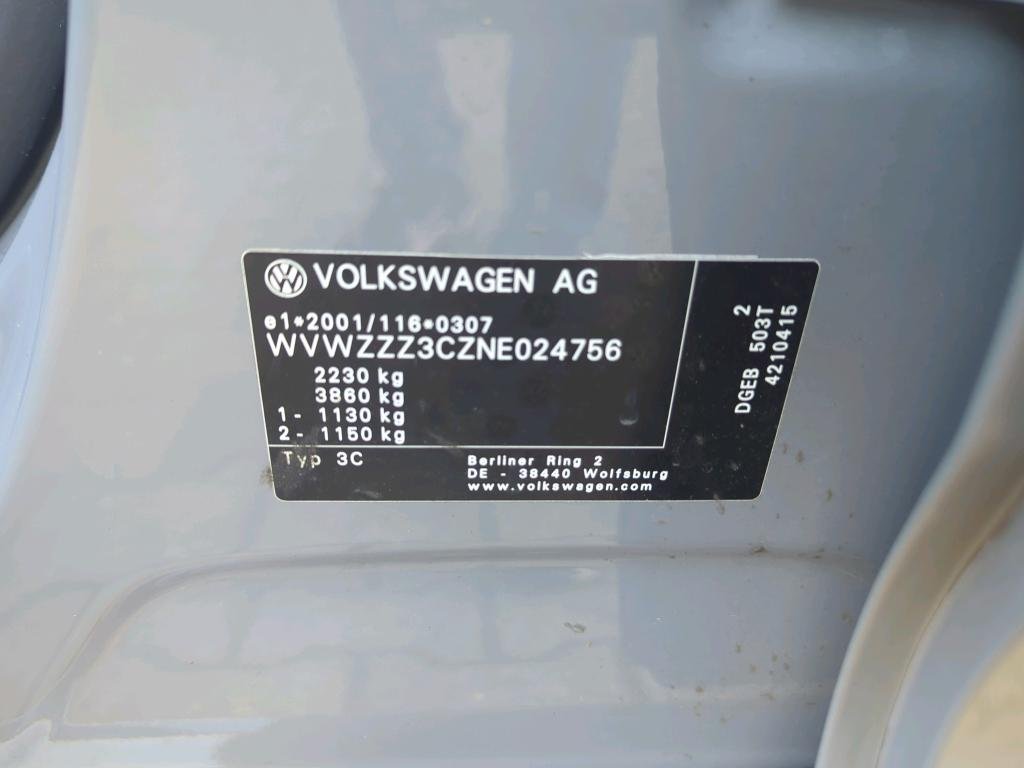 VOLKSWAGEN AG
e1*2001/116*0307
WVWZZZ3CZNE024756
2230 kg
3860 kg
1- 1130 kg
2- 1150 kg
Typ 3C
Berliner Ring 2
DE - 38440 Wolfsburg
www.volkswagen.com
2
DGEB 503T
4210415